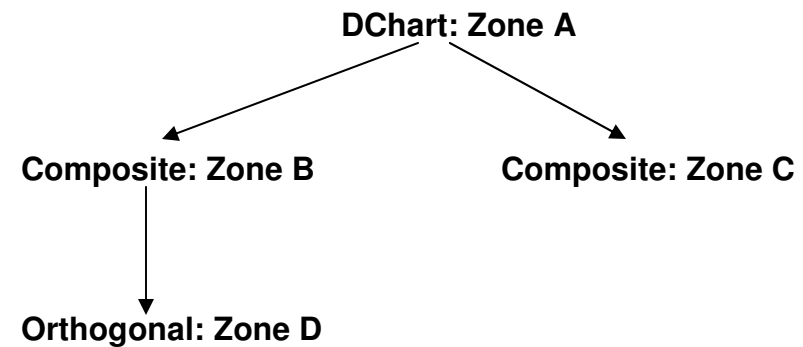 DChart: Zone A
Composite: Zone B
Composite: Zone C
Orthogonal: Zone D